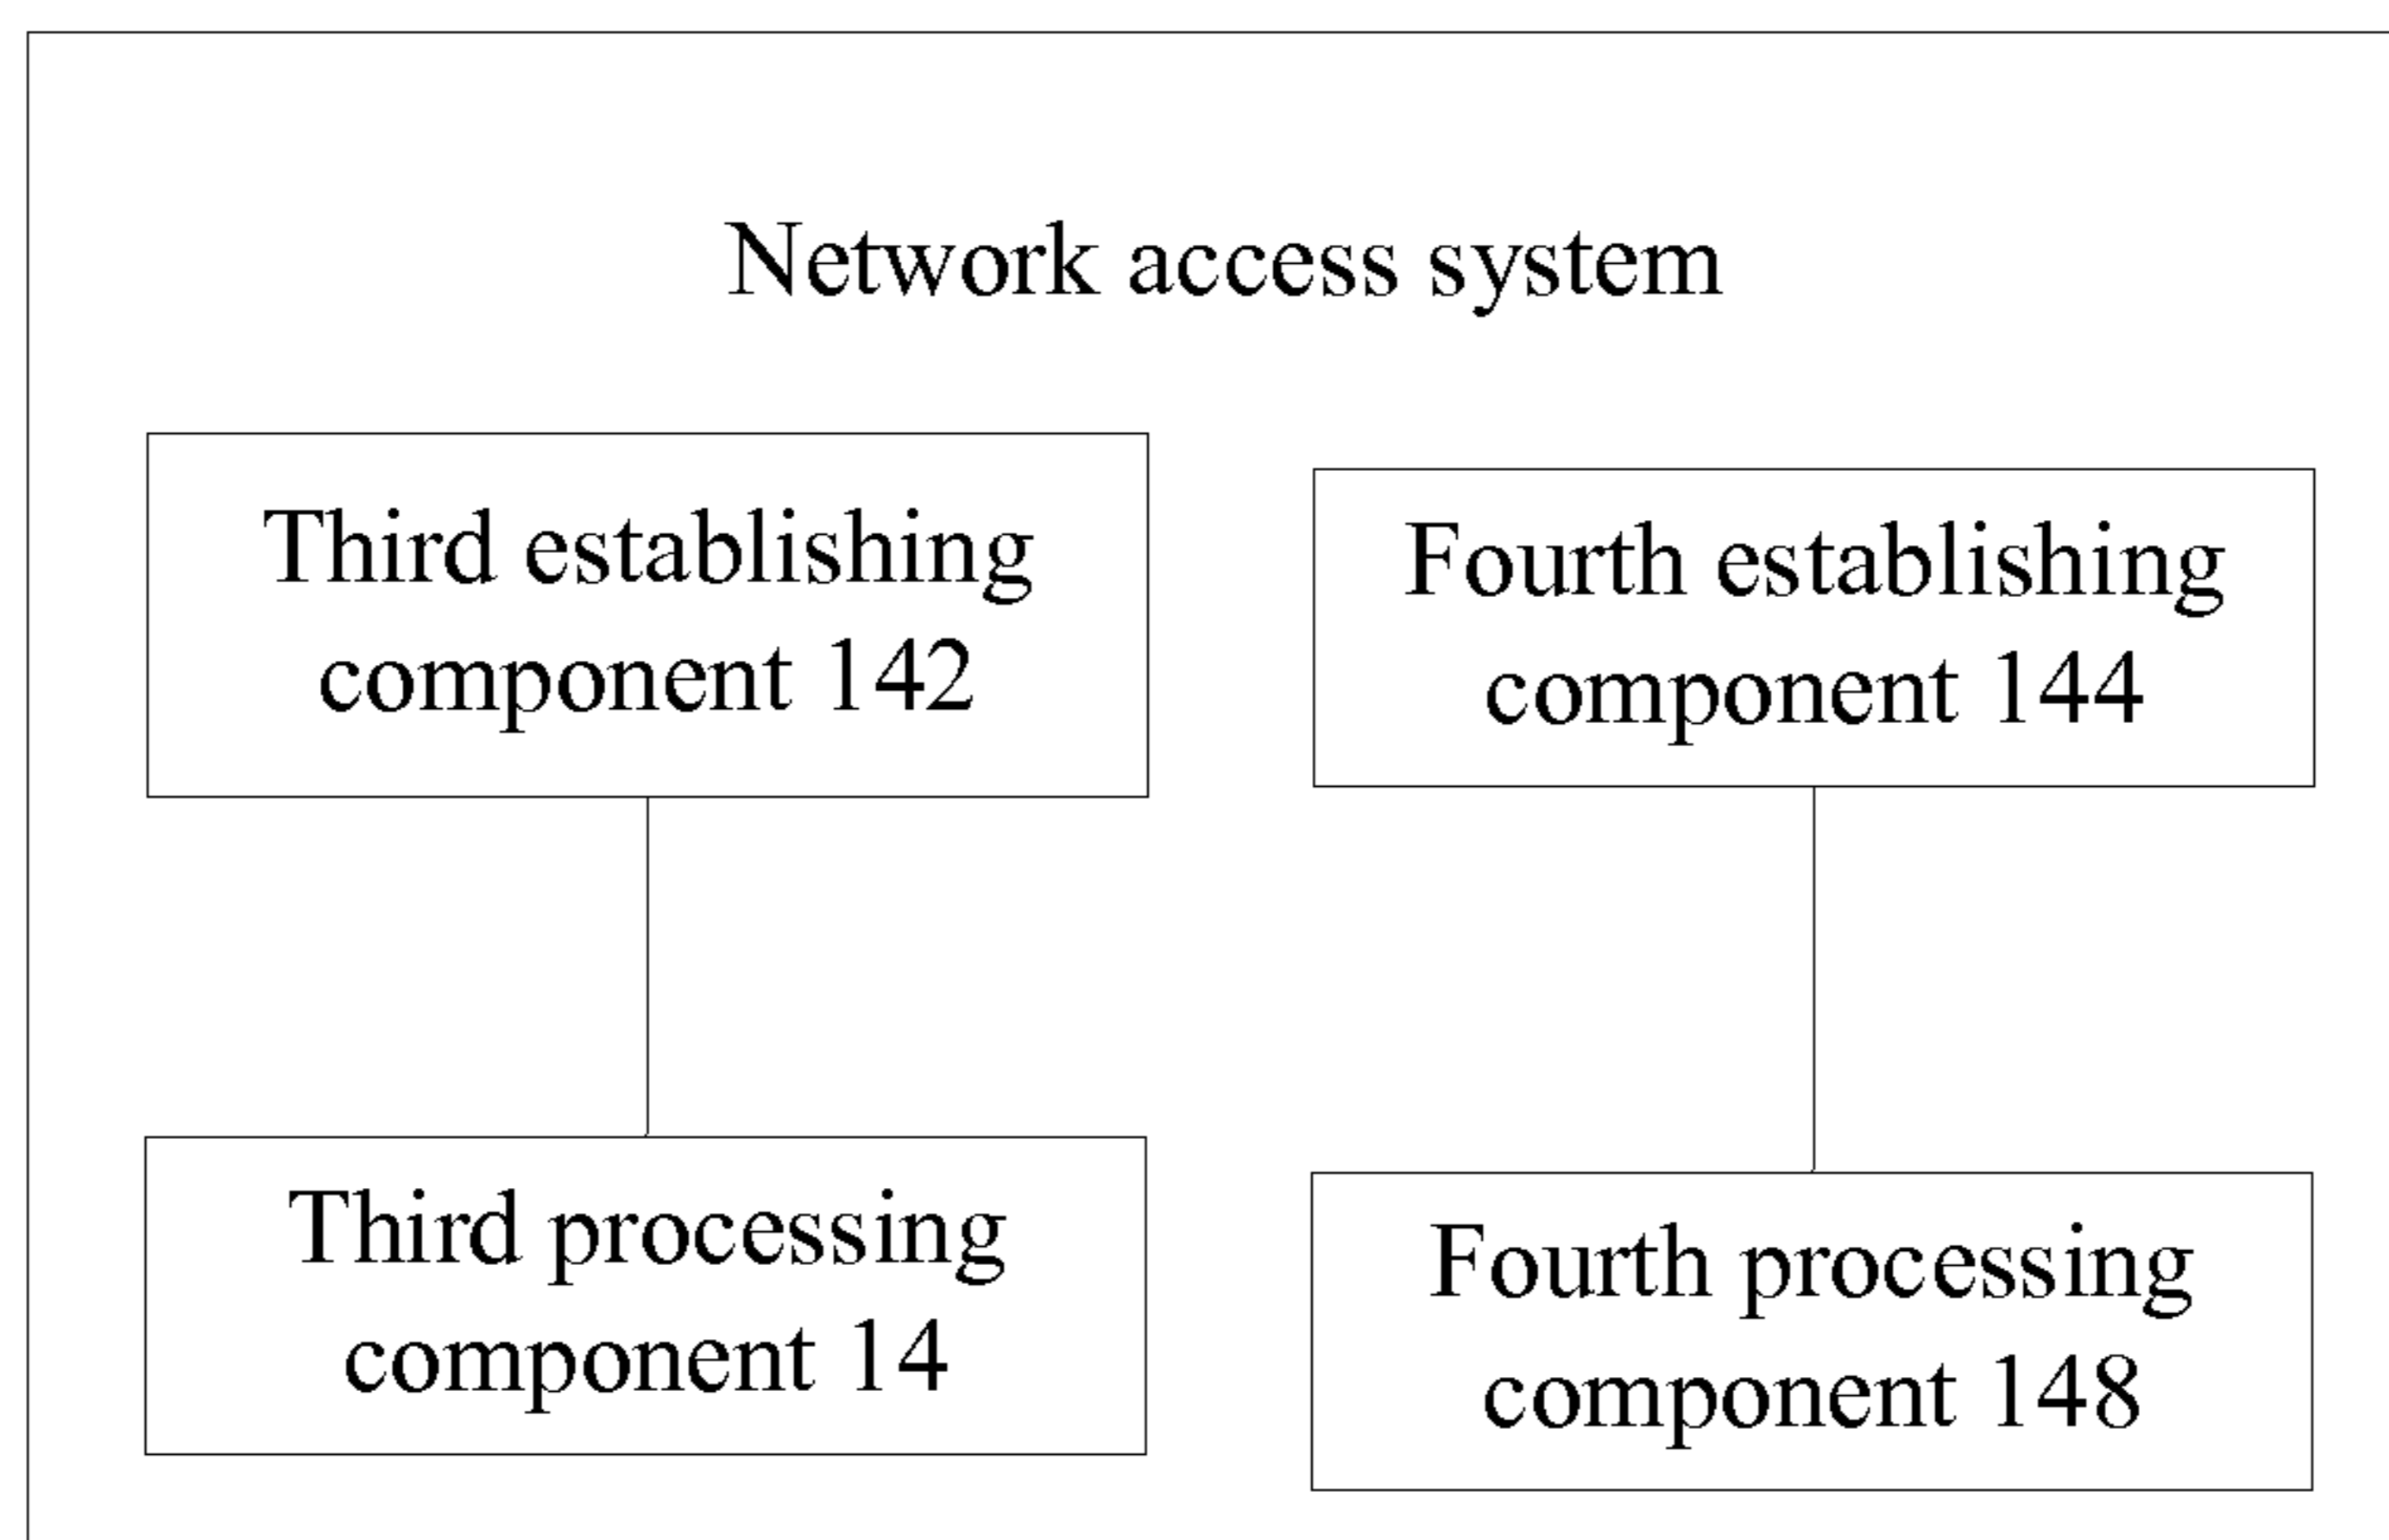 Network access system
Third establishing
component 142
Fourth establishing
component 144
Third processing
component 14
Fourth processing
component 148